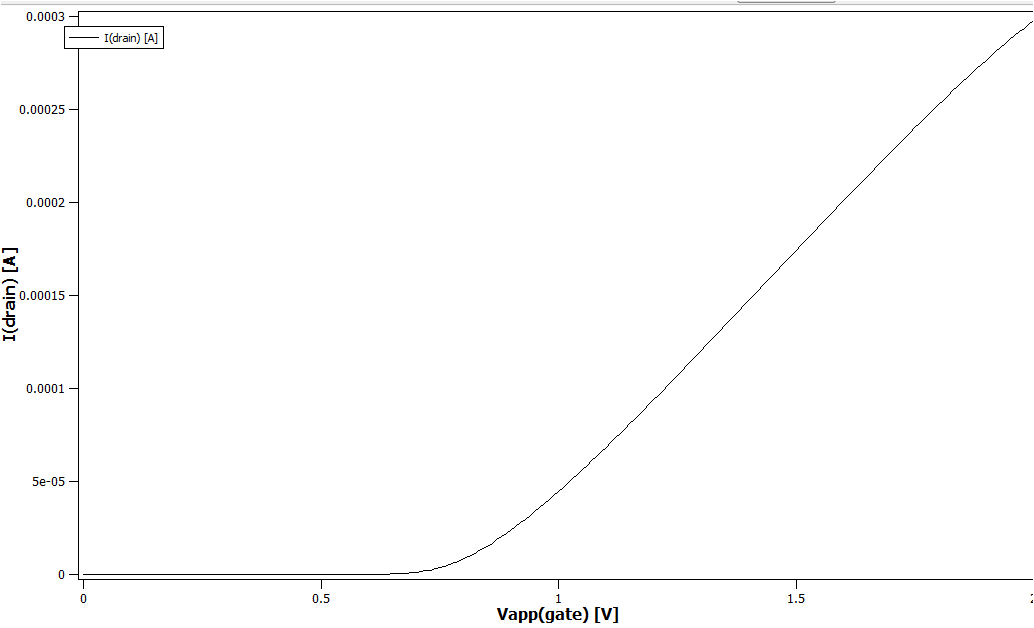 0.0003
I(drain) [A]
0.00025
0.0002
I(drain) [A]
0.00015
0.0001
5e-05
0
0 0.5 1 1.5 2
Vapp(gate) [V]